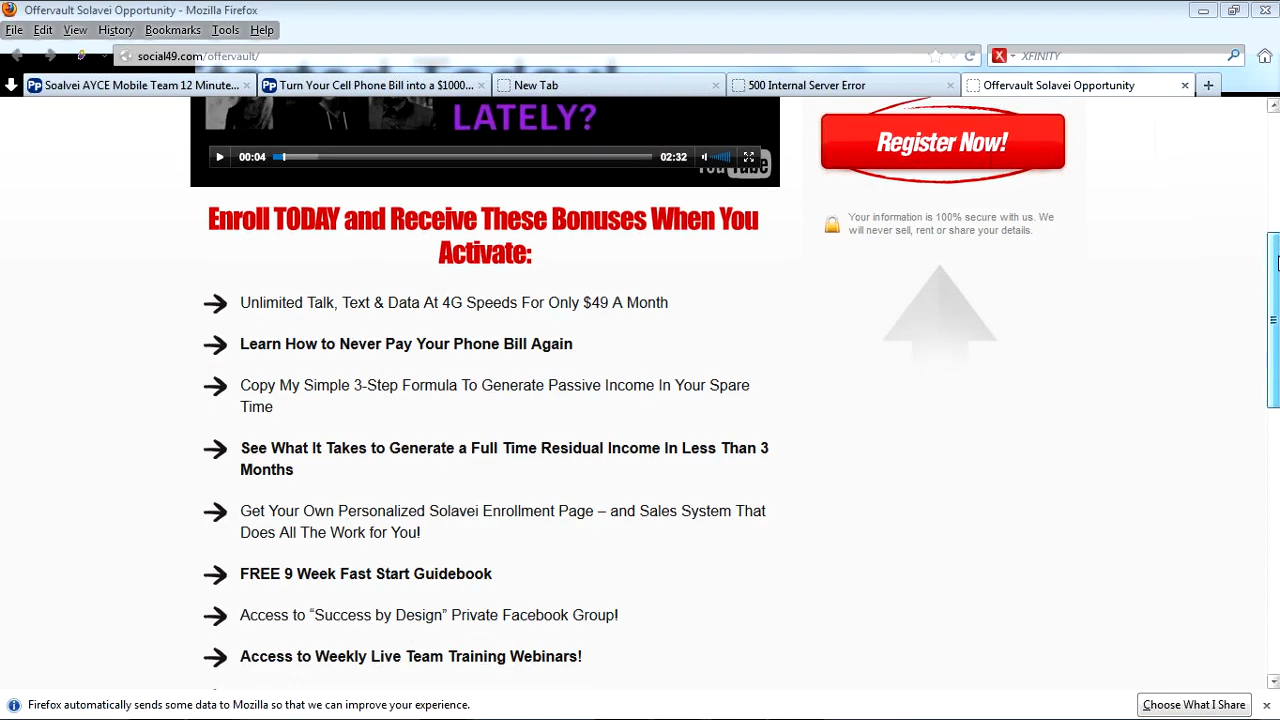 Offervault Solavei Opportunity - Mozilla Firefox
File Edit View History Bookmarks Tools Help
social49.com/offervault/
XFINITY
Soalvei AYCE Mobile Team 12 Minute...
Turn Your Cell Phone Bill into a $1000...
New Tab
500 Internal Server Error
Offervault Solavei Opportunity
LATELY?
00:04
02:32
YouTube
Register Now!
Your information is 100% secure with us. We
will never sell, rent or share your details.
Enroll TODAY and Receive These Bonuses When You
Activate:
Unlimited Talk, Text & Data At 4G Speeds For Only $49 A Month
Learn How to Never Pay Your Phone Bill Again
Copy My Simple 3-Step Formula To Generate Passive Income In Your Spare
Time
See What It Takes to Generate a Full Time Residual Income In Less Than 3
Months
Get Your Own Personalized Solavei Enrollment Page – and Sales System That
Does All The Work for You!
FREE 9 Week Fast Start Guidebook
Access to “Success by Design” Private Facebook Group!
Access to Weekly Live Team Training Webinars!
Firefox automatically sends some data to Mozilla so that we can improve your experience.
Choose What I Share